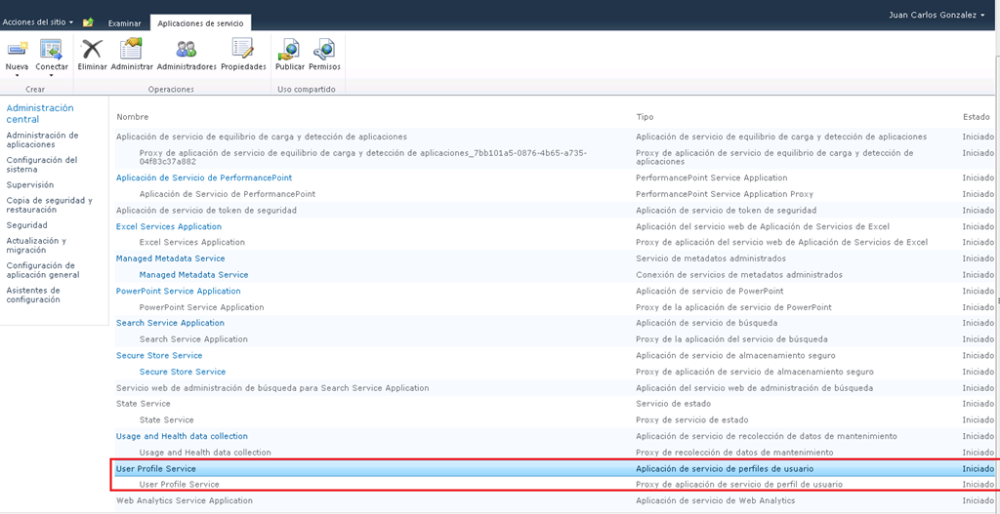 Acciones del sitio
Examinar
Aplicaciones de servicio
Juan Carlos Gonzalez
Nueva
Conectar
Eliminar
Administrar
Administradores
Propiedades
Publicar
Permisos
Crear
Operaciones
Uso compartido
Administración
central
Administración de
aplicaciones
Configuración del
sistema
Supervisión
Copia de seguridad y
restauración
Seguridad
Actualización y
migración
Configuración de
aplicación general
Asistentes de
configuración
Nombre Tipo Estado
Aplicación de servicio de equilibrio de carga y detección de aplicaciones Aplicación de servicio de equilibrio de carga y detección de aplicaciones Iniciado
Proxy de aplicación de servicio de equilibrio de carga y detección de aplicaciones_7bb101a5-0876-4b65-a735-
04f83c37a882
Proxy de aplicación de servicio de equilibrio de carga y detección de
aplicaciones
Iniciado
Aplicación de Servicio de PerformancePoint PerformancePoint Service Application Iniciado
Aplicación de Servicio de PerformancePoint PerformancePoint Service Application Proxy Iniciado
Aplicación de servicio de token de seguridad Aplicación de servicio de token de seguridad Iniciado
Excel Services Application Aplicación del servicio web de Aplicación de Servicios de Excel Iniciado
Excel Services Application Proxy de aplicación del servicio web de Aplicación de Servicios de Excel Iniciado
Managed Metadata Service Servicio de metadatos administrados Iniciado
Managed Metadata Service Conexión de servicios de metadatos administrados Iniciado
PowerPoint Service Application Aplicación de servicio de PowerPoint Iniciado
PowerPoint Service Application Proxy de la aplicación de servicio de PowerPoint Iniciado
Search Service Application Aplicación de servicio de búsqueda Iniciado
Search Service Application Proxy de la aplicación del servicio de búsqueda Iniciado
Secure Store Service Aplicación de servicio de almacenamiento seguro Iniciado
Secure Store Service Proxy de aplicación de servicio de almacenamiento seguro Iniciado
Servicio web de administración de búsqueda para Search Service Application Aplicación del servicio web de administración de búsqueda Iniciado
State Service Servicio de estado Iniciado
State Service Proxy de servicio de estado Iniciado
Usage and Health data collection Aplicación de servicio de recolección de datos de mantenimiento Iniciado
Usage and Health data collection Proxy de recolección de datos de mantenimiento Iniciado
User Profile Service Aplicación de servicio de perfiles de usuario Iniciado
User Profile Service Proxy de aplicación de servicio de perfil de usuario Iniciado
Web Analytics Service Application Aplicación de servicio de Web Analytics Iniciado